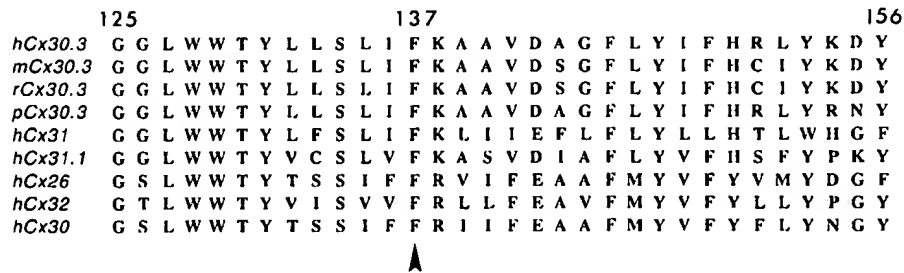 125 137 156
hCx30.3 G G L W W T Y L L S L I F K A A V D A G F L Y I F H R L Y K D Y
mCx30.3 G G L W W T Y L L S L I F K A A V D S G F L Y I F H C I Y K D Y
rCx30.3 G G L W W T Y L L S L I F K A A V D S G F L Y I F H C I Y K D Y
pCx30.3 G G L W W T Y L L S L I F K A A V D A G F L Y I F H R L Y R N Y
hCx31 G G L W W T Y L F S L I F K L I I E F L F L Y L L H T L W H G F
hCx31.1 G G L W W T Y V C S L V F K A S V D I A F L Y V F H S F Y P K Y
hCx26 G S L W W T Y T S S I F F R V I F E A A F M Y V F Y V M Y D G F
hCx32 G T L W W T Y V I S V V F R L L F E A V F M Y V F Y L L Y P G Y
hCx30 G S L W W T Y T S S I F F R I I F E A A F M Y V F Y F L Y N G Y